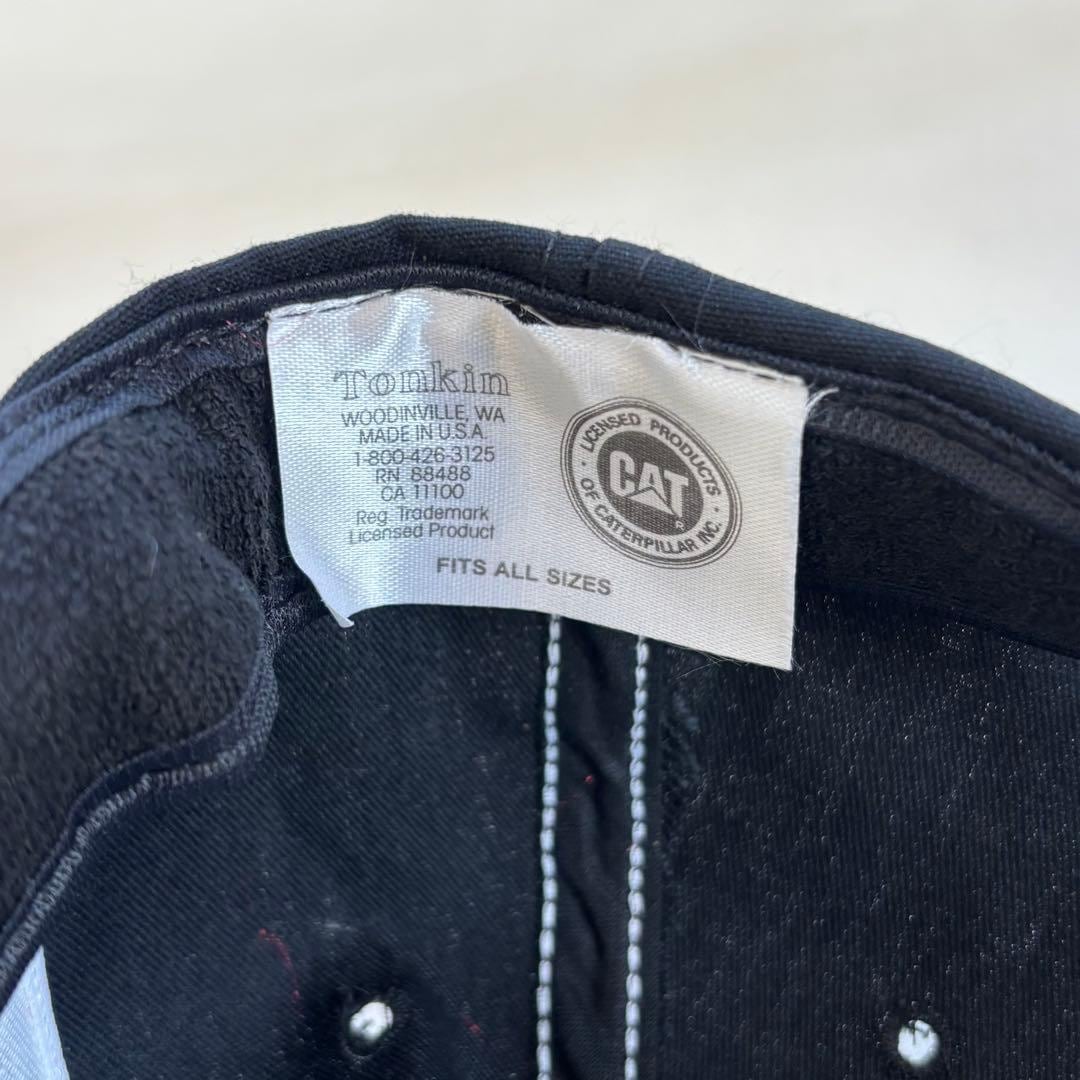 Tomkin
WOODINVILLE, WA
MADE IN U.S.A.
1-800-426-3125
RN 88488
CA 11100
Reg. Trademark
Licensed Product
FITS ALL SIZES
· LICENSED PRODUCTS ·
OF CATERPILLAR INC.
CAT
®